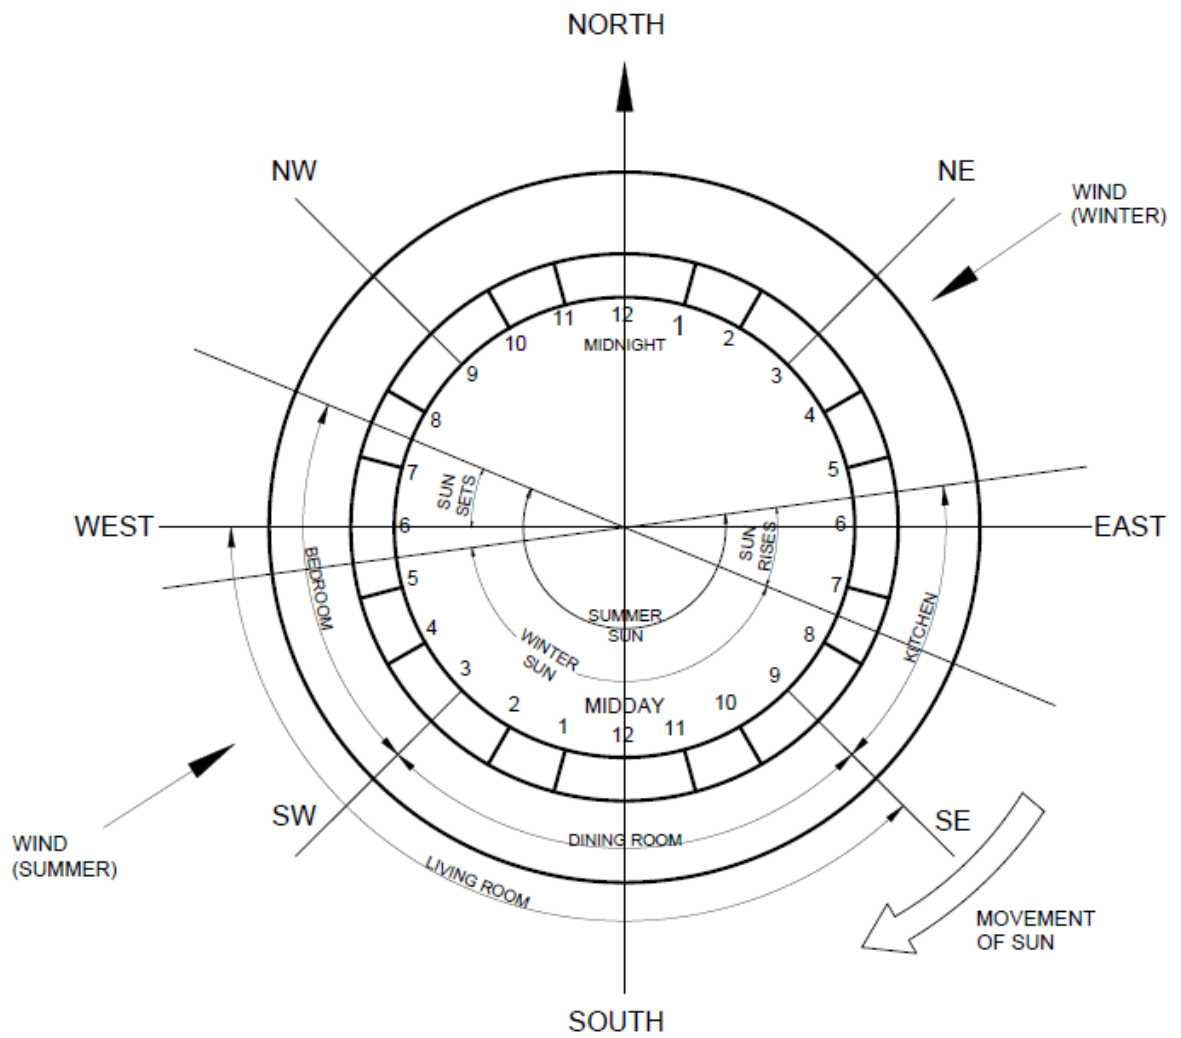 NORTH
NW
NE
WIND
(WINTER)
11
12
1
10
MIDNIGHT
2
9
3
8
4
7
5
SUN
SETS
WEST
6
6
EAST
SUN
RISES
BEDROOM
5
7
SUMMER
SUN
KITCHEN
4
8
WINTER
SUN
3
9
2
MIDDAY
10
1
12
11
SW
SE
WIND
(SUMMER)
DINING ROOM
LIVING ROOM
MOVEMENT
OF SUN
SOUTH